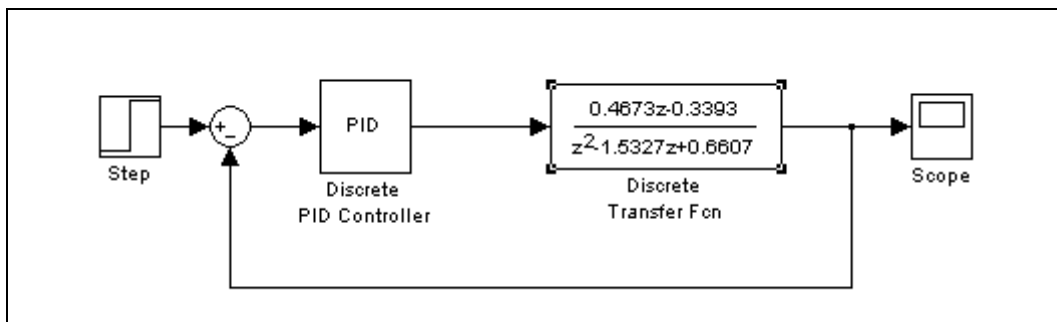 Step
+
−
PID
Discrete
PID Controller
0.4673z-0.3393
z²-1.5327z+0.6607
Discrete
Transfer Fcn
Scope